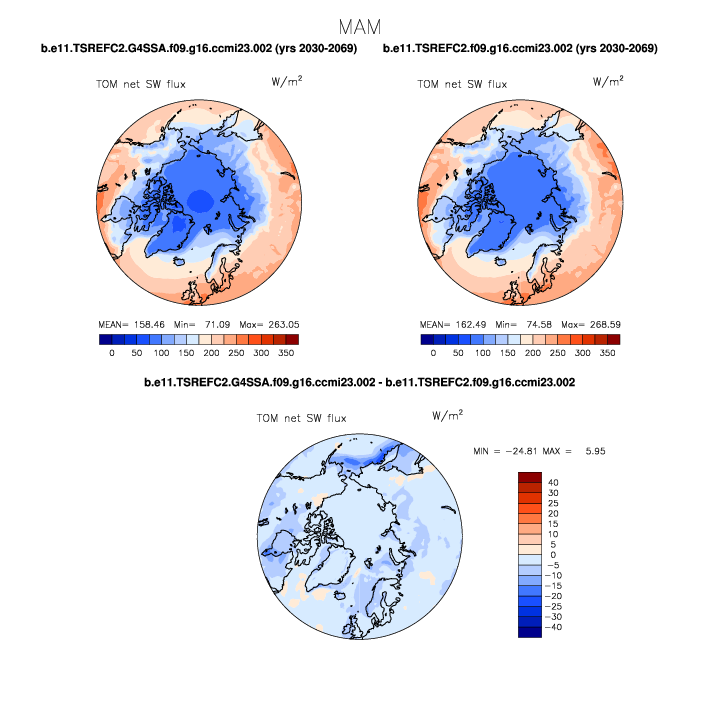 MAM
b.e11.TSREFC2.G4SSA.f09.g16.ccmi23.002 (yrs 2030-2069) b.e11.TSREFC2.f09.g16.ccmi23.002 (yrs 2030-2069)
TOM net SW flux W/m² TOM net SW flux W/m²
MEAN= 158.46 Min= 71.09 Max= 263.05 MEAN= 162.49 Min= 74.58 Max= 268.59
0 50 100 150 200 250 300 350 0 50 100 150 200 250 300 350
b.e11.TSREFC2.G4SSA.f09.g16.ccmi23.002 - b.e11.TSREFC2.f09.g16.ccmi23.002
TOM net SW flux W/m²
MIN = -24.81 MAX = 5.95
40
30
25
20
15
10
5
0
-5
-10
-15
-20
-25
-30
-40